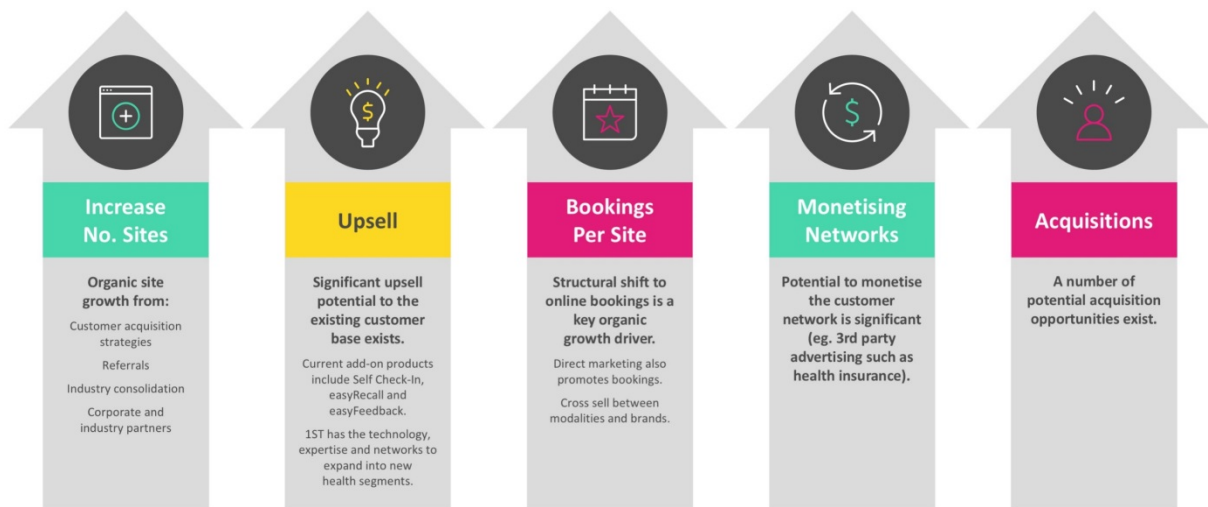 Increase
No. Sites
Organic site
growth from:
Customer acquisition
strategies
Referrals
Industry consolidation
Corporate and
industry partners
$
Upsell
Significant upsell
potential to the
existing customer
base exists.
Current add-on products
include Self Check-In,
easyRecall and
easyFeedback.
1ST has the technology,
expertise and networks to
expand into new
health segments.
Bookings
Per Site
Structural shift to
online bookings is a
key organic
growth driver.
Direct marketing also
promotes bookings.
Cross sell between
modalities and brands.
$
Monetising
Networks
Potential to monetise
the customer
network is significant
(eg. 3rd party
advertising such as
health insurance).
Acquisitions
A number of
potential acquisition
opportunities exist.